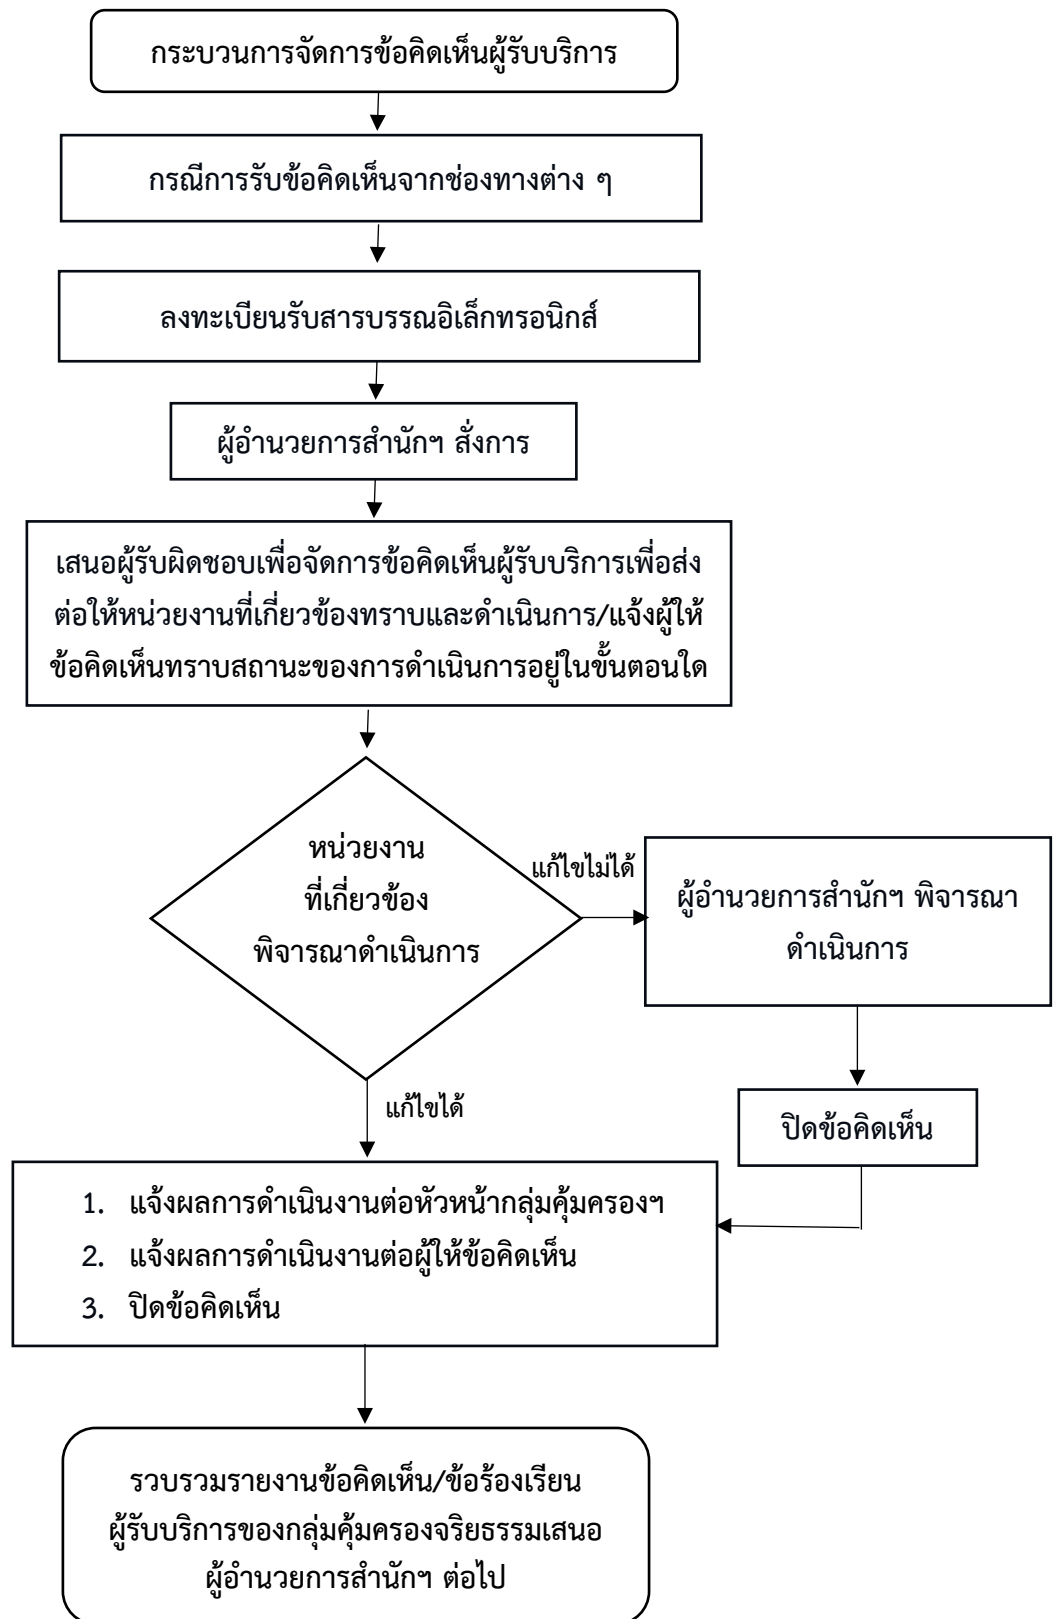 กระบวนการจัดการข้อคิดเห็นผู้รับบริการ
กรณีการรับข้อคิดเห็นจากช่องทางต่าง ๆ
ลงทะเบียนรับสารบรรณอิเล็กทรอนิกส์
ผู้อำนวยการสำนักฯ สั่งการ
เสนอผู้รับผิดชอบเพื่อจัดการข้อคิดเห็นผู้รับบริการเพื่อส่ง
ต่อให้หน่วยงานที่เกี่ยวข้องทราบและดำเนินการ/แจ้งผู้ให้
ข้อคิดเห็นทราบสถานะของการดำเนินการอยู่ในขั้นตอนใด
หน่วยงาน
ที่เกี่ยวข้อง
พิจารณาดำเนินการ
แก้ไขไม่ได้
ผู้อำนวยการสำนักฯ พิจารณา
ดำเนินการ
ปิดข้อคิดเห็น
แก้ไขได้
1. แจ้งผลการดำเนินงานต่อหัวหน้ากลุ่มคุ้มครองฯ
2. แจ้งผลการดำเนินงานต่อผู้ให้ข้อคิดเห็น
3. ปิดข้อคิดเห็น
รวบรวมรายงานข้อคิดเห็น/ข้อร้องเรียน
ผู้รับบริการของกลุ่มคุ้มครองจริยธรรมเสนอ
ผู้อำนวยการสำนักฯ ต่อไป